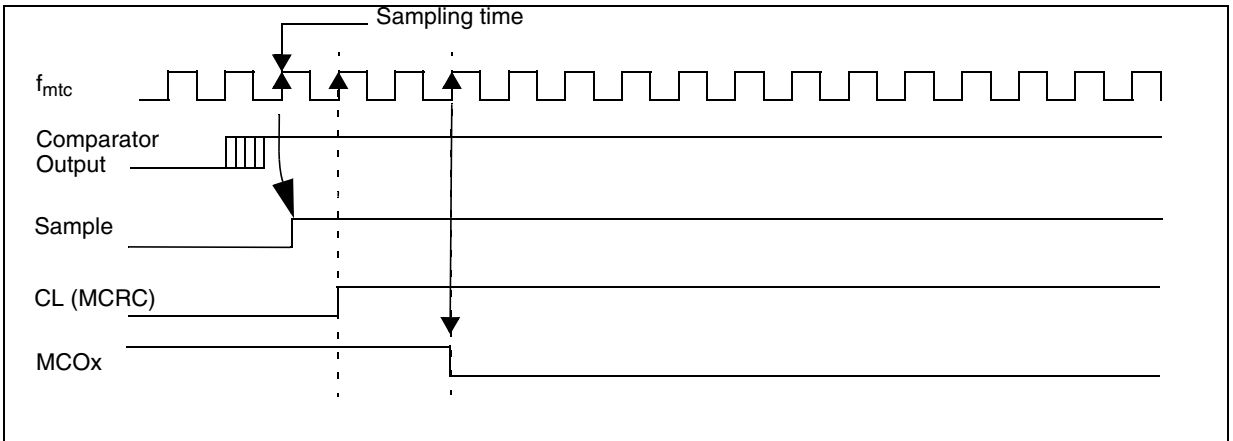 Sampling time
fmtc
Comparator
Output
Sample
CL (MCRC)
MCOx